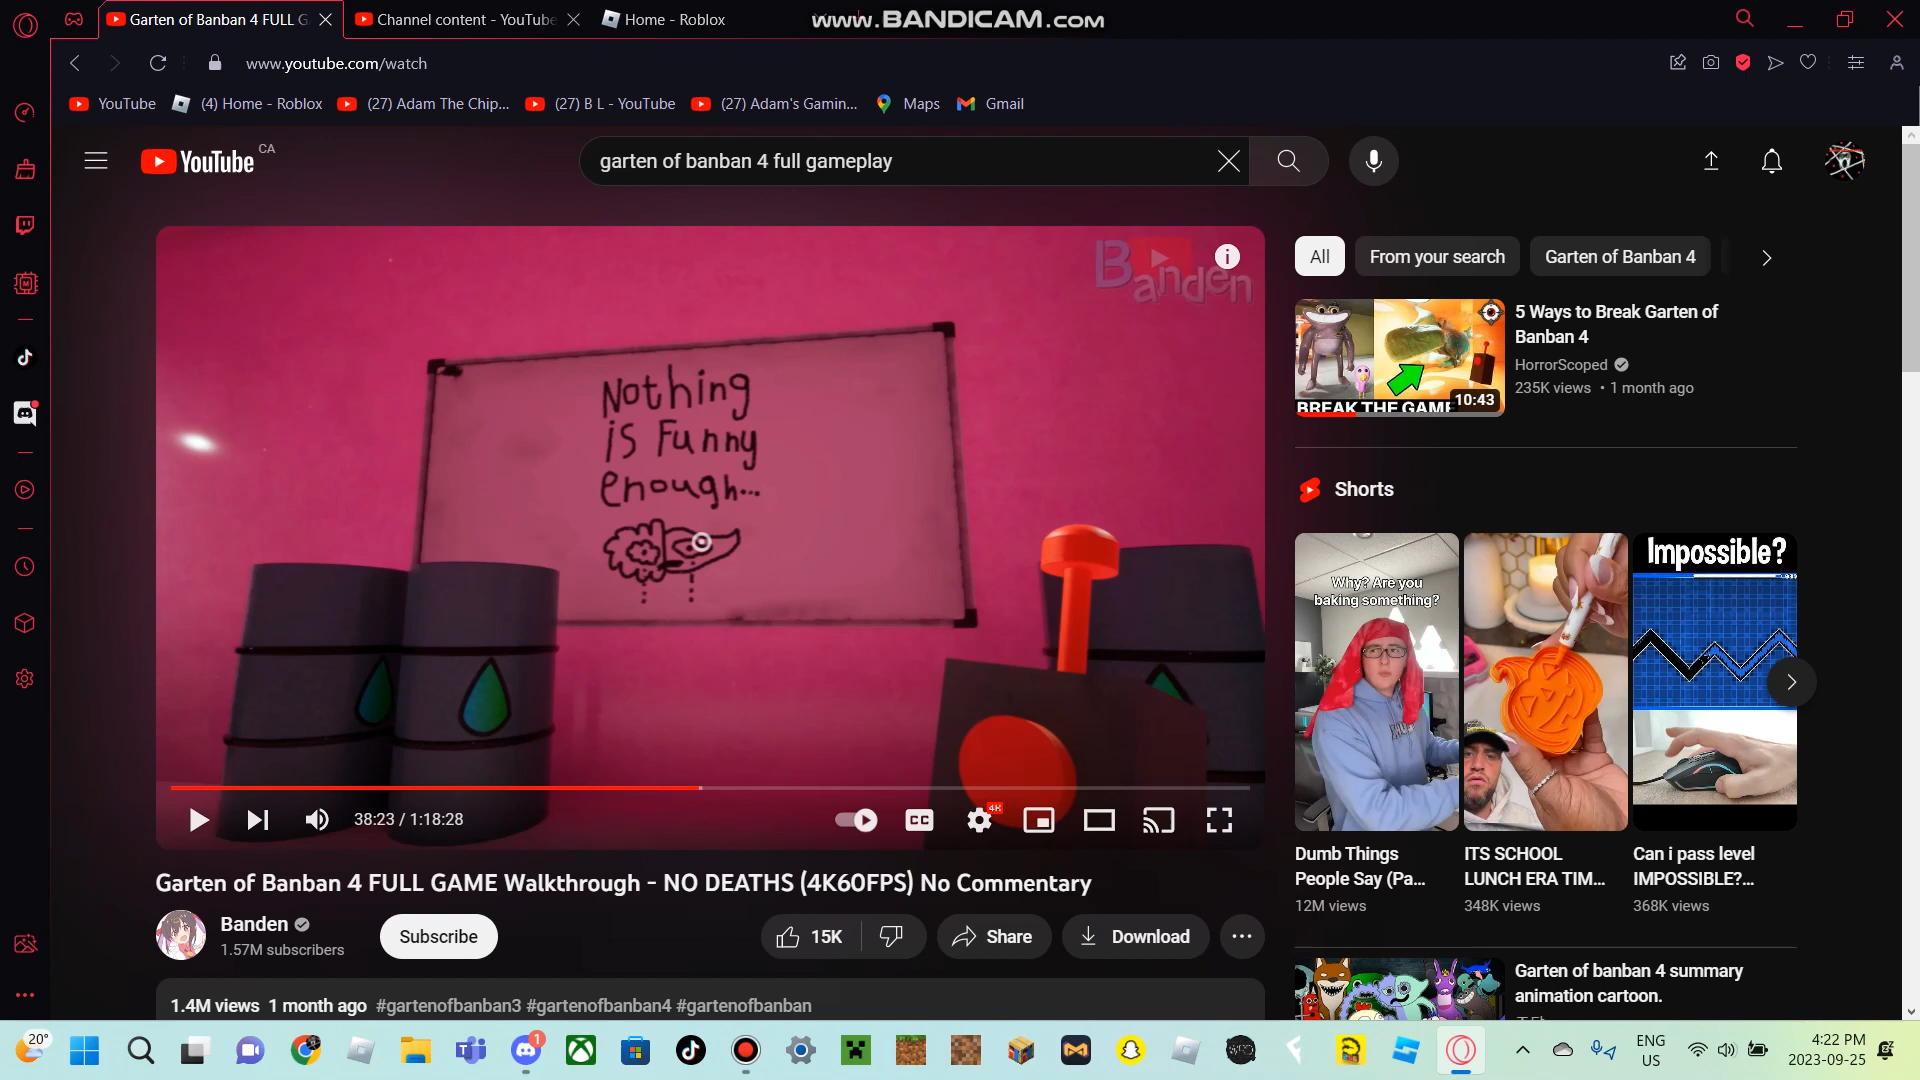 Garten of Banban 4 FULL G
Channel content - YouTube
Home - Roblox
www.BANDICAM.com
www.youtube.com/watch
YouTube
(4) Home - Roblox
(27) Adam The Chip...
(27) B L - YouTube
(27) Adam's Gamin...
Maps
Gmail
YouTube CA
garten of banban 4 full gameplay
Banden
Nothing
is Funny
enough...
All
From your search
Garten of Banban 4
BREAK THE GAME
10:43
5 Ways to Break Garten of
Banban 4
HorrorScoped
235K views • 1 month ago
Shorts
Why? Are you
baking something?
Impossible?
Dumb Things
People Say (Pa...
12M views
ITS SCHOOL
LUNCH ERA TIM...
348K views
Can i pass level
IMPOSSIBLE?...
368K views
38:23 / 1:18:28
CC
4K
Garten of Banban 4 FULL GAME Walkthrough - NO DEATHS (4K60FPS) No Commentary
Banden
1.57M subscribers
Subscribe
15K
Share
Download
1.4M views 1 month ago #gartenofbanban3 #gartenofbanban4 #gartenofbanban
Garten of banban 4 summary
animation cartoon.
20°
1
ENG
US
4:22 PM
2023-09-25